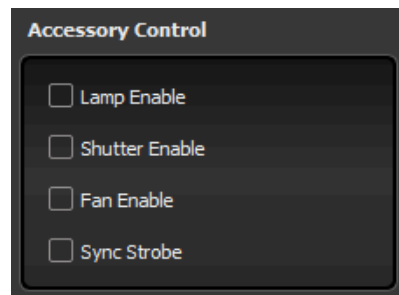 Accessory Control
Lamp Enable
Shutter Enable
Fan Enable
Sync Strobe